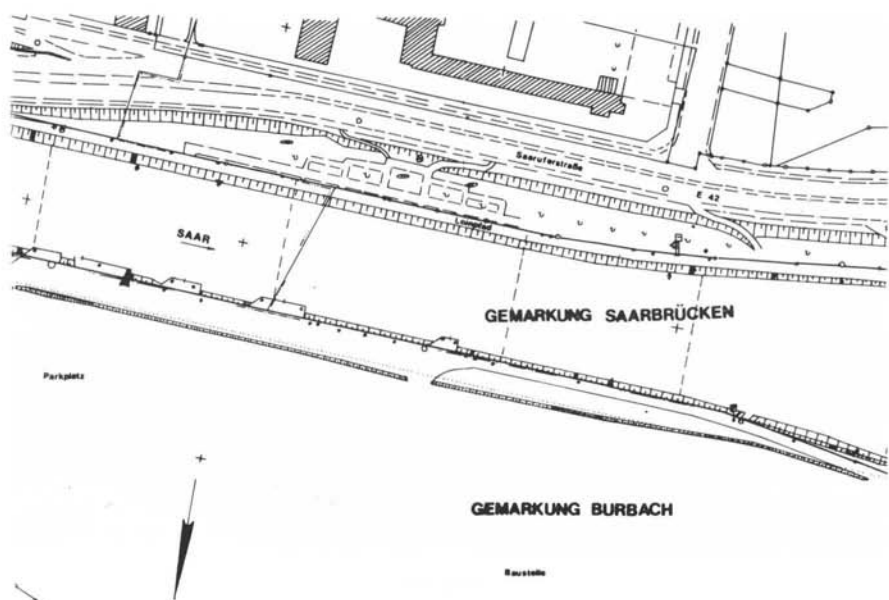 Saaruferstraße
E 42
SAAR
Leinpfad
GEMARKUNG SAARBRÜCKEN
Parkplatz
GEMARKUNG BURBACH
Baustelle